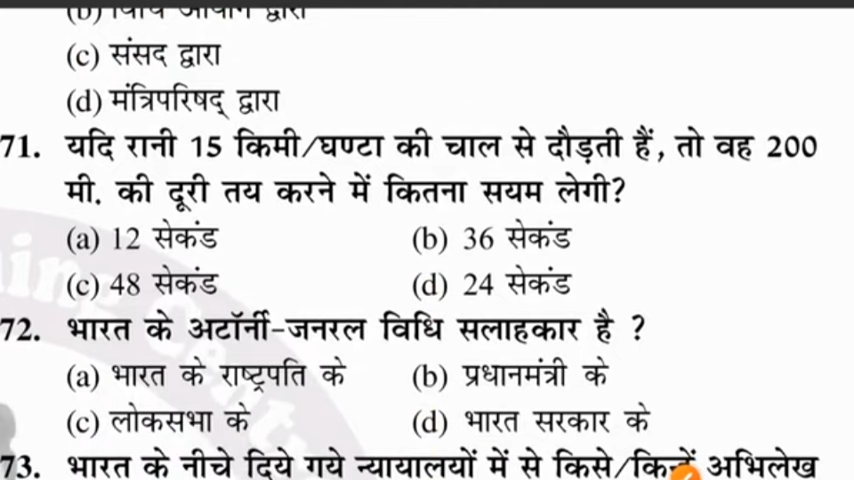 (c) संसद द्वारा
(d) मंत्रिपरिषद् द्वारा
71. यदि रानी 15 किमी/घण्टा की चाल से दौड़ती हैं, तो वह 200
मी. की दूरी तय करने में कितना सयम लेगी?
(a) 12 सेकंड (b) 36 सेकंड
(c) 48 सेकंड (d) 24 सेकंड
72. भारत के अटॉर्नी-जनरल विधि सलाहकार है ?
(a) भारत के राष्ट्रपति के (b) प्रधानमंत्री के
(c) लोकसभा के (d) भारत सरकार के
73. भारत के नीचे दिये गये न्यायालयों में से किसे/किन्हें अभिलेख